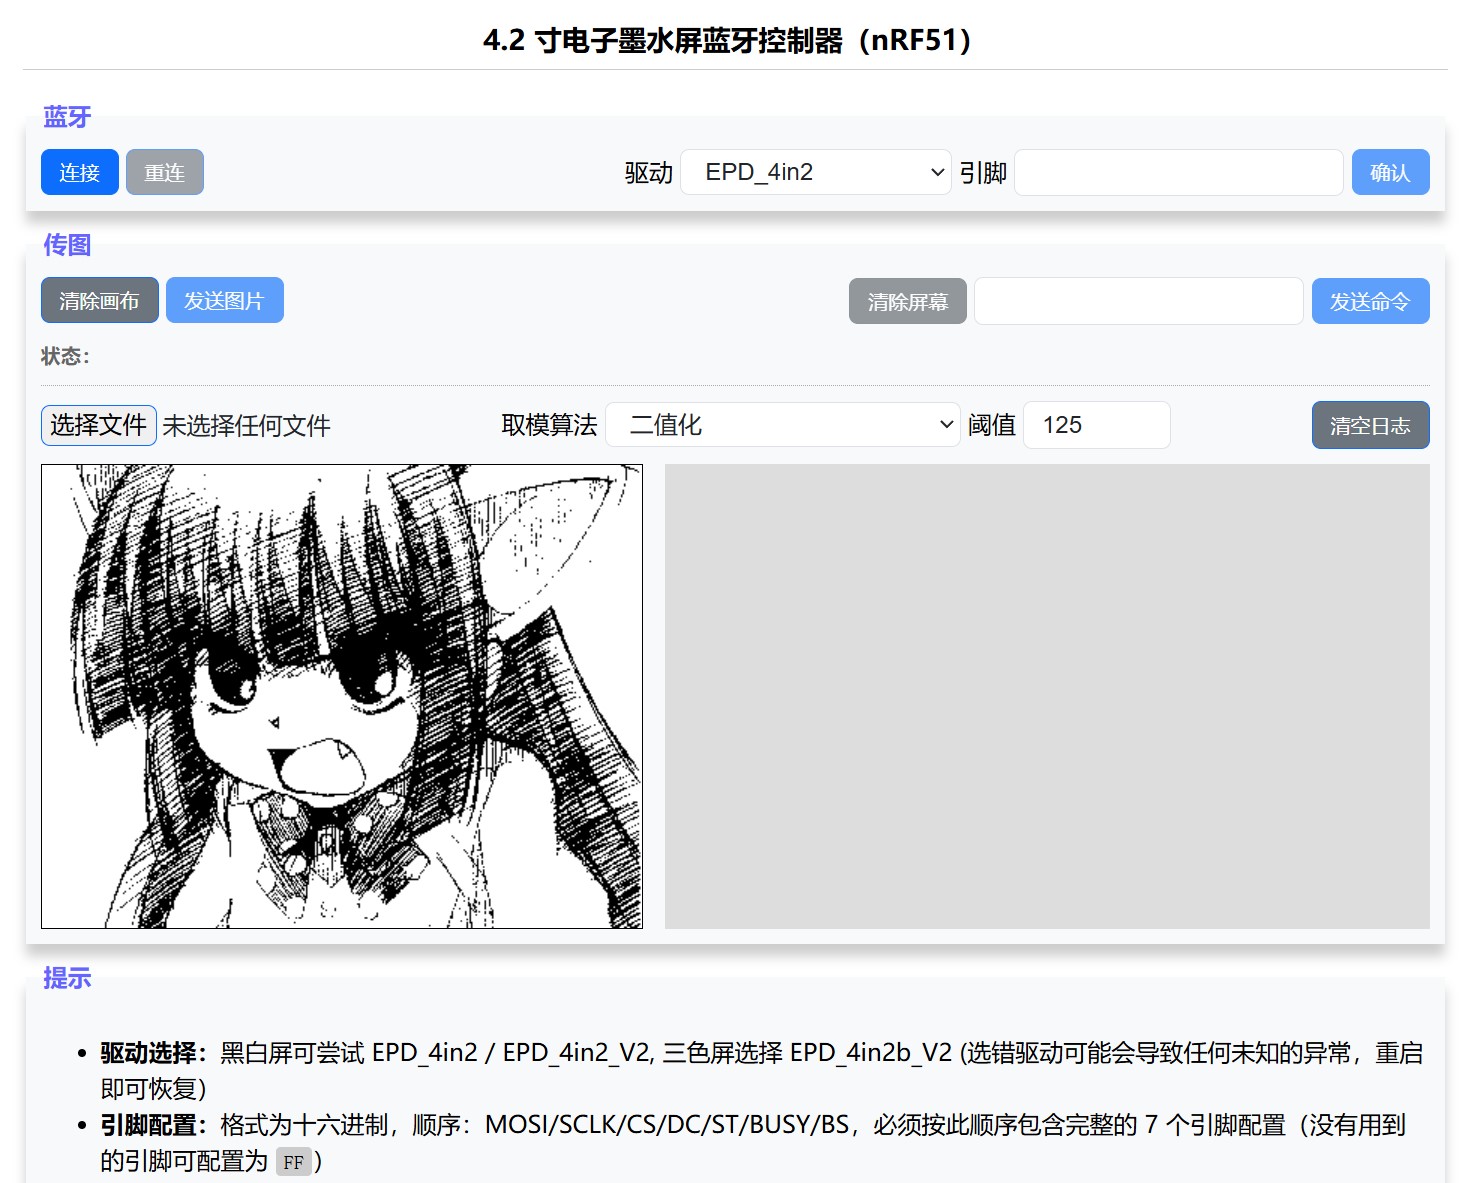 4.2 寸电子墨水屏蓝牙控制器（nRF51）
蓝牙
连接 重连 驱动 EPD_4in2 引脚 确认
传图
清除画布 发送图片 清除屏幕 发送命令
状态：
选择文件 未选择任何文件 取模算法 二值化 阈值 125 清空日志
提示
驱动选择：黑白屏可尝试 EPD_4in2 / EPD_4in2_V2, 三色屏选择 EPD_4in2b_V2 (选错驱动可能会导致任何未知的异常，重启
即可恢复)
引脚配置：格式为十六进制，顺序：MOSI/SCLK/CS/DC/ST/BUSY/BS，必须按此顺序包含完整的 7 个引脚配置（没有用到
的引脚可配置为 FF）